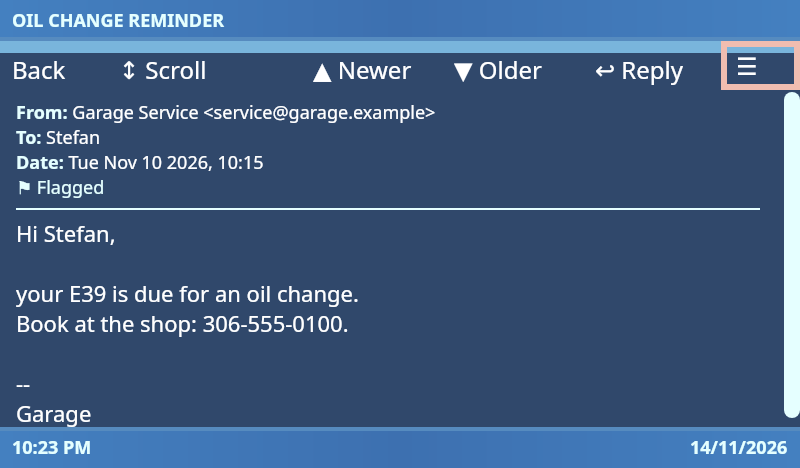 OIL CHANGE REMINDER
Back ↕ Scroll ▲ Newer ▼ Older ↩ Reply ☰
From: Garage Service <service@garage.example>
To: Stefan
Date: Tue Nov 10 2026, 10:15
⚑ Flagged
Hi Stefan,
your E39 is due for an oil change.
Book at the shop: 306-555-0100.
--
Garage
10:23 PM 14/11/2026